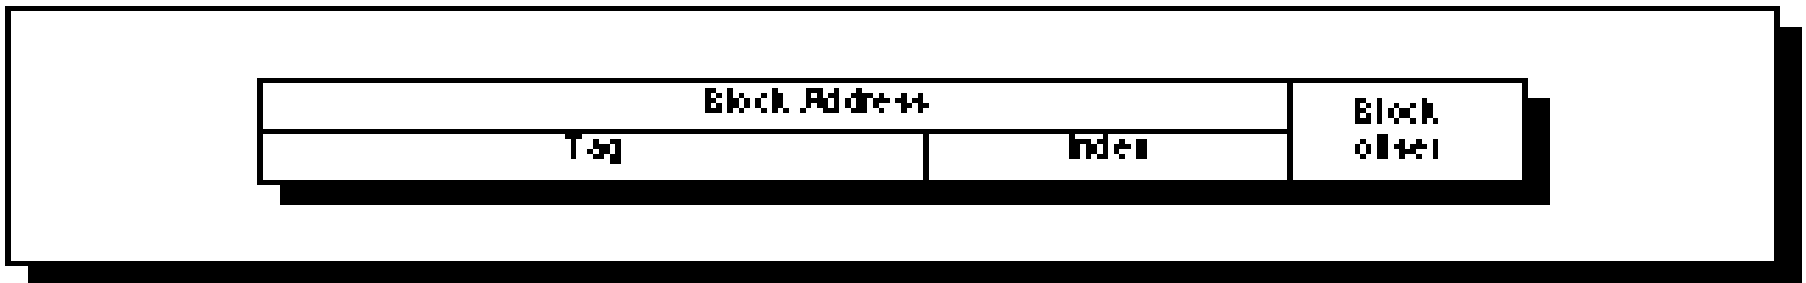 Block Address
Tag
Index
Block
offset